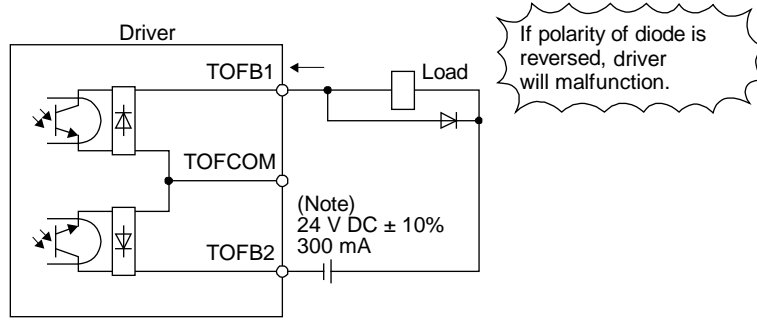 Driver
TOFB1
Load
If polarity of diode is
reversed, driver
will malfunction.
TOFCOM
(Note)
24 V DC ± 10%
300 mA
TOFB2